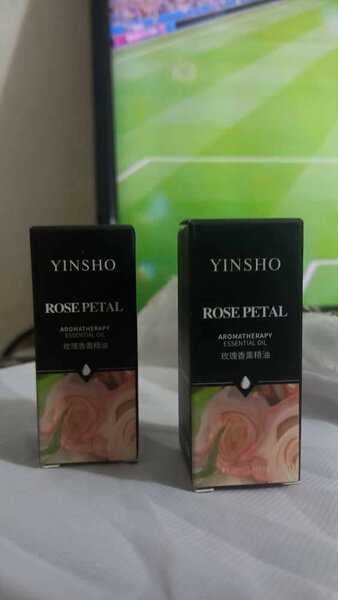 YINSHO
ROSE PETAL
AROMATHERAPY
ESSENTIAL OIL
玫瑰香薰精油
YINSHO
ROSE PETAL
AROMATHERAPY
ESSENTIAL OIL
玫瑰香薰精油